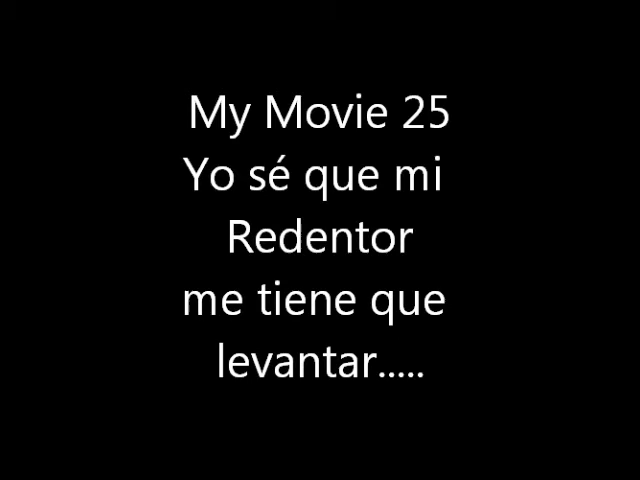 My Movie 25
Yo sé que mi
Redentor
me tiene que
levantar.....